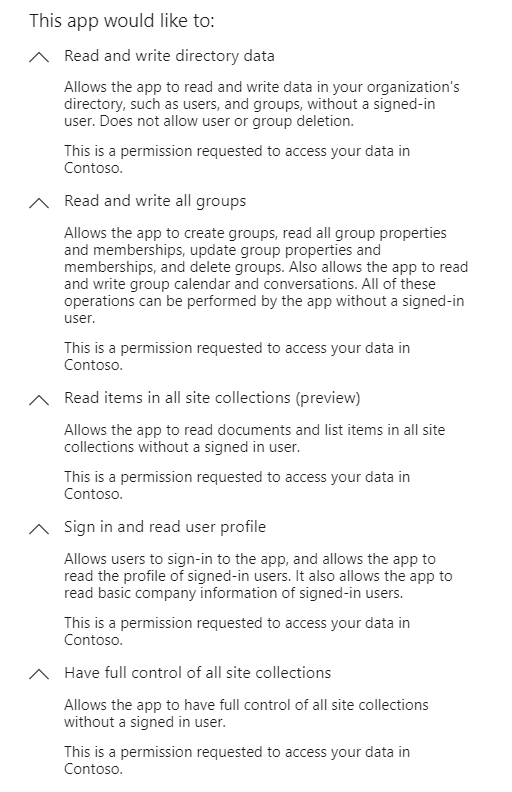 This app would like to:
Read and write directory data
Allows the app to read and write data in your organization's
directory, such as users, and groups, without a signed-in
user. Does not allow user or group deletion.
This is a permission requested to access your data in
Contoso.
Read and write all groups
Allows the app to create groups, read all group properties
and memberships, update group properties and
memberships, and delete groups. Also allows the app to read
and write group calendar and conversations. All of these
operations can be performed by the app without a signed-in
user.
This is a permission requested to access your data in
Contoso.
Read items in all site collections (preview)
Allows the app to read documents and list items in all site
collections without a signed in user.
This is a permission requested to access your data in
Contoso.
Sign in and read user profile
Allows users to sign-in to the app, and allows the app to
read the profile of signed-in users. It also allows the app to
read basic company information of signed-in users.
This is a permission requested to access your data in
Contoso.
Have full control of all site collections
Allows the app to have full control of all site collections
without a signed in user.
This is a permission requested to access your data in
Contoso.